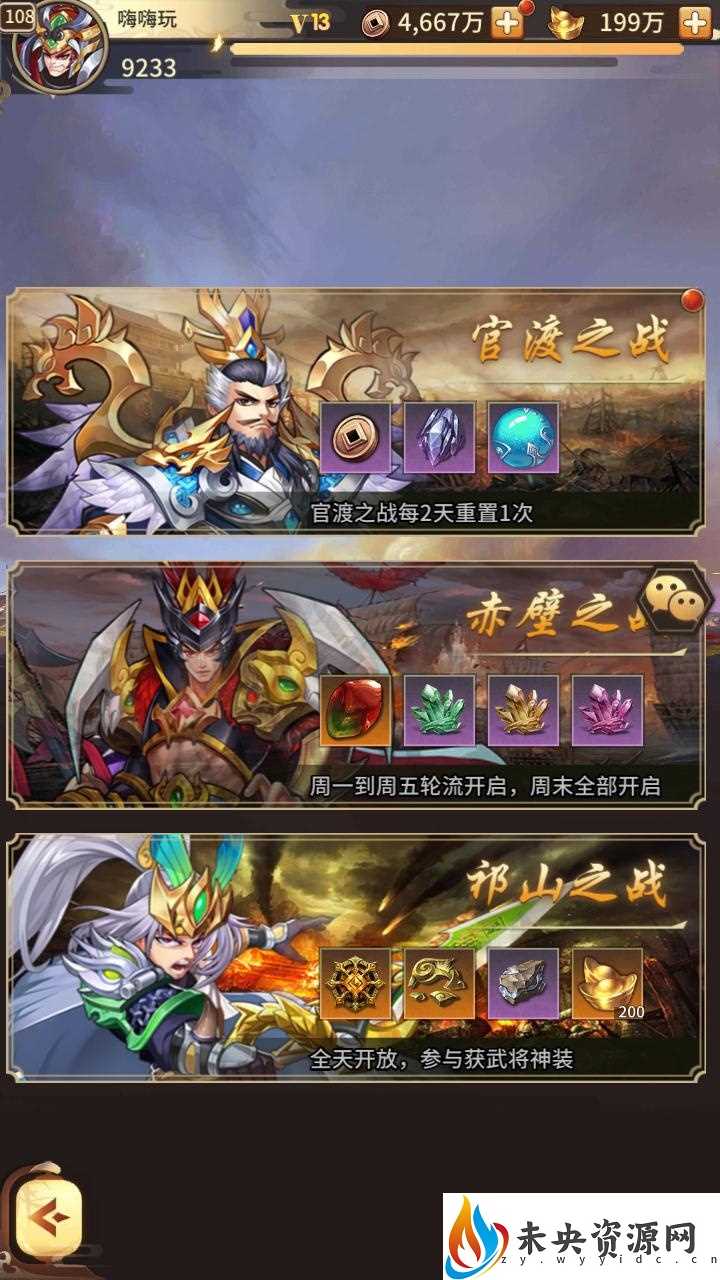 108
嗨嗨玩
V13
4,667万
199万
9233
官渡之战
官渡之战每2天重置1次
赤壁之
周一到周五轮流开启，周末全部开启
祁山之战
200
全天开放，参与获武将神装
未央资源网
zy.wyyidc.cn